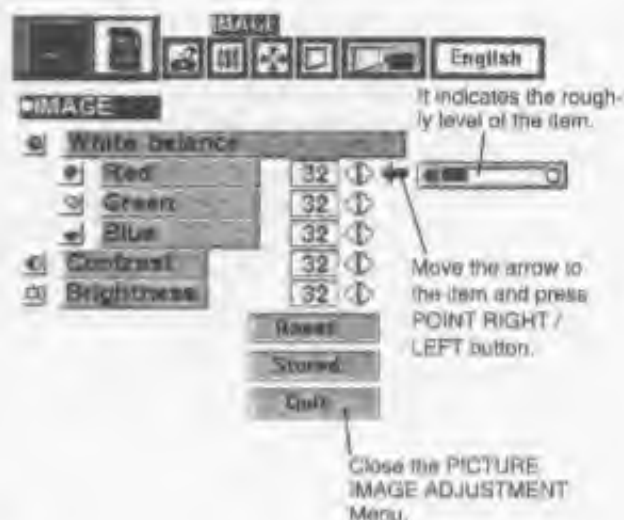 IMAGE
English
IMAGE
It indicates the rough-
ly level of the item.
White balance
Red 32
Green 32
Blue 32
Contrast 32
Brightness 32
Move the arrow to
the item and press
POINT RIGHT /
LEFT button.
Reset
Stored
Quit
Close the PICTURE
IMAGE ADJUSTMENT
Menu.